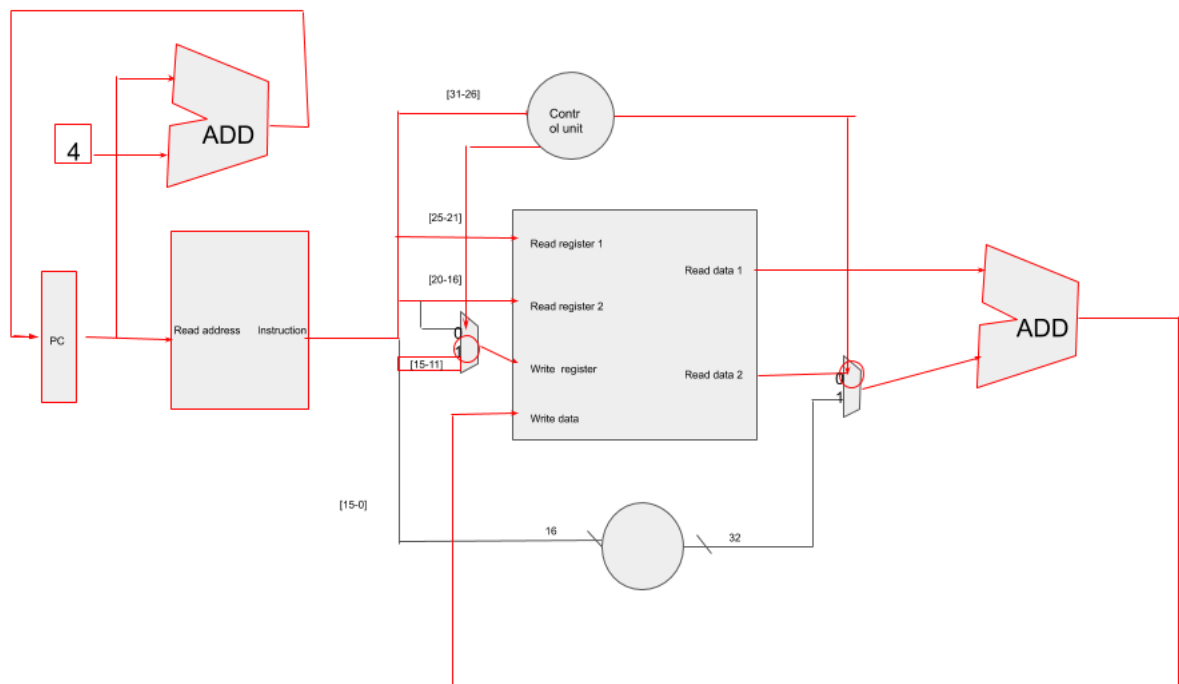 [31-26]
Contr
ol unit
ADD
4
[25-21]
Read register 1
Read data 1
[20-16]
Read register 2
Read address
Instruction
ADD
PC
0
1
[15-11]
Write register
Read data 2
0
1
Write data
[15-0]
16
32